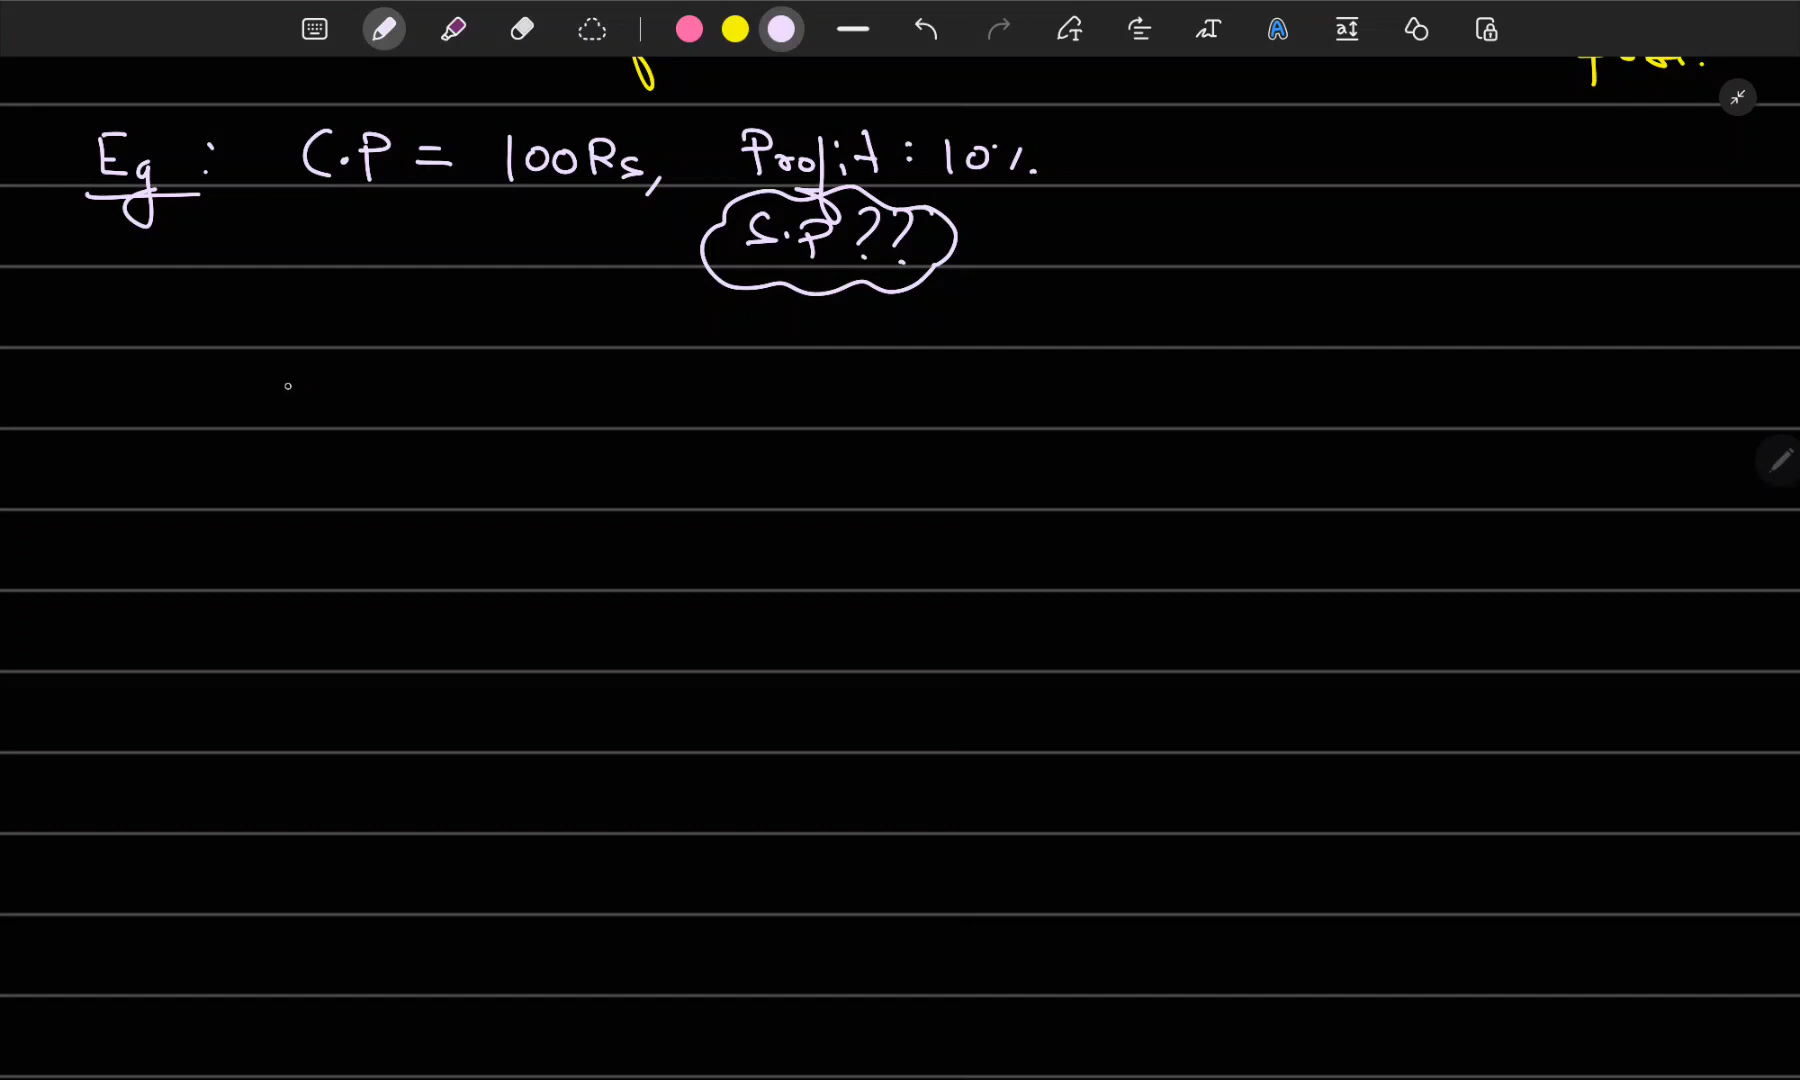 Eg : C.P = 100Rs, Profit : 10%.
S.P ??